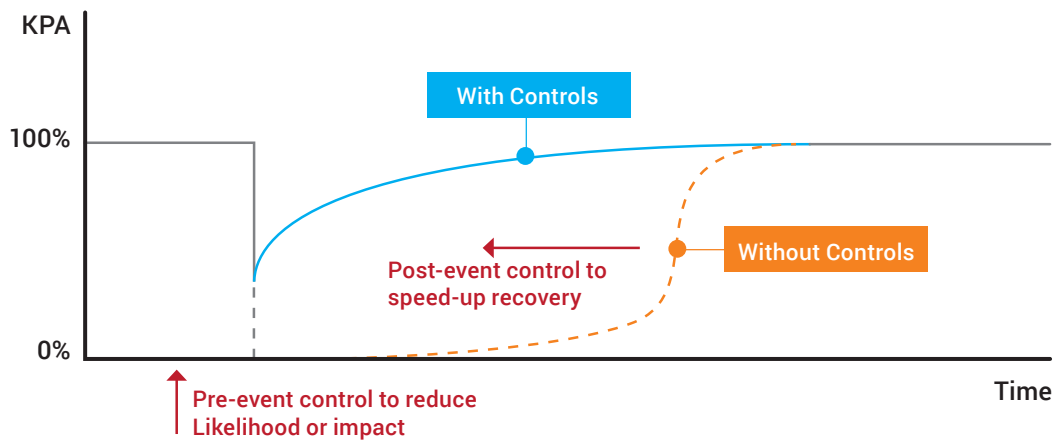 KPA
With Controls
100%
Without Controls
Post-event control to
speed-up recovery
0%
Time
Pre-event control to reduce
Likelihood or impact